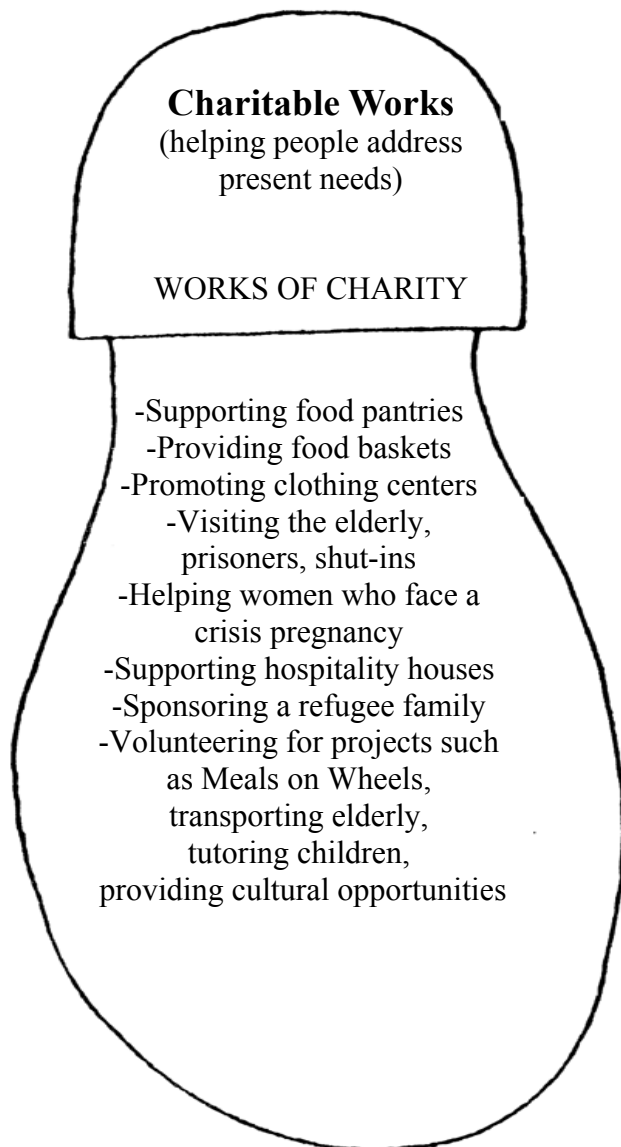 Charitable Works
(helping people address
present needs)
WORKS OF CHARITY
-Supporting food pantries
-Providing food baskets
-Promoting clothing centers
-Visiting the elderly,
prisoners, shut-ins
-Helping women who face a
crisis pregnancy
-Supporting hospitality houses
-Sponsoring a refugee family
-Volunteering for projects such
as Meals on Wheels,
transporting elderly,
tutoring children,
providing cultural opportunities